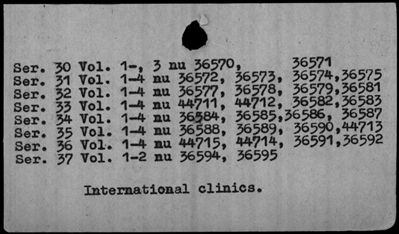 Ser. 30 Vol. 1-, 3 nu 36570, 36571
Ser. 31 Vol. 1-4 nu 36572, 36573, 36574,36575
Ser. 32 Vol. 1-4 nu 36577, 36578, 36579,36581
Ser. 33 Vol. 1-4 nu 44711, 44712, 36582,36583
Ser. 34 Vol. 1-4 nu 36584, 36585,36586, 36587
Ser. 35 Vol. 1-4 nu 36588, 36589, 36590,44713
Ser. 36 Vol. 1-4 nu 44715, 44714, 36591,36592
Ser. 37 Vol. 1-2 nu 36594, 36595
International clinics.